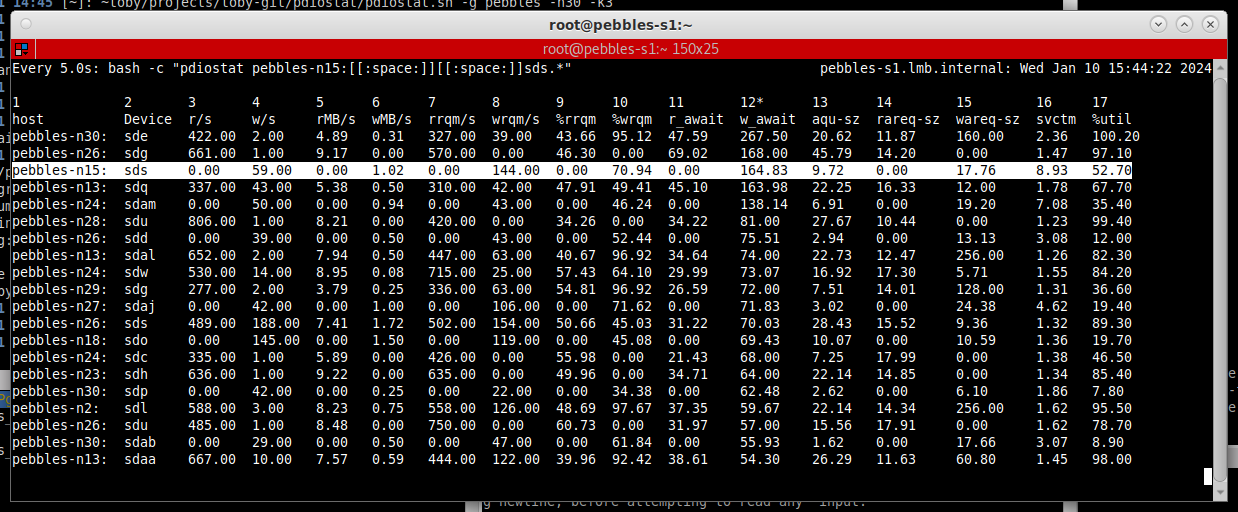 14:45 [~]: ~toby/projects/toby-git/pdiostat/pdiostat.sh -g pebbles -n30 -k3
root@pebbles-s1:~
root@pebbles-s1:~ 150x25
Every 5.0s: bash -c "pdiostat pebbles-n15:[[:space:]][[:space:]]sds.*" pebbles-s1.lmb.internal: Wed Jan 10 15:44:22 2024
1 2 3 4 5 6 7 8 9 10 11 12* 13 14 15 16 17
host Device r/s w/s rMB/s wMB/s rrqm/s wrqm/s %rrqm %wrqm r_await w_await aqu-sz rareq-sz wareq-sz svctm %util
pebbles-n30: sde 422.00 2.00 4.89 0.31 327.00 39.00 43.66 95.12 47.59 267.50 20.62 11.87 160.00 2.36 100.20
pebbles-n26: sdg 661.00 1.00 9.17 0.00 570.00 0.00 46.30 0.00 69.02 168.00 45.79 14.20 0.00 1.47 97.10
pebbles-n15: sds 0.00 59.00 0.00 1.02 0.00 144.00 0.00 70.94 0.00 164.83 9.72 0.00 17.76 8.93 52.70
pebbles-n13: sdq 337.00 43.00 5.38 0.50 310.00 42.00 47.91 49.41 45.10 163.98 22.25 16.33 12.00 1.78 67.70
pebbles-n24: sdam 0.00 50.00 0.00 0.94 0.00 43.00 0.00 46.24 0.00 138.14 6.91 0.00 19.20 7.08 35.40
pebbles-n28: sdu 806.00 1.00 8.21 0.00 420.00 0.00 34.26 0.00 34.22 81.00 27.67 10.44 0.00 1.23 99.40
pebbles-n26: sdd 0.00 39.00 0.00 0.50 0.00 43.00 0.00 52.44 0.00 75.51 2.94 0.00 13.13 3.08 12.00
pebbles-n13: sdal 652.00 2.00 7.94 0.50 447.00 63.00 40.67 96.92 34.64 74.00 22.73 12.47 256.00 1.26 82.30
pebbles-n24: sdw 530.00 14.00 8.95 0.08 715.00 25.00 57.43 64.10 29.99 73.07 16.92 17.30 5.71 1.55 84.20
pebbles-n29: sdg 277.00 2.00 3.79 0.25 336.00 63.00 54.81 96.92 26.59 72.00 7.51 14.01 128.00 1.31 36.60
pebbles-n27: sdaj 0.00 42.00 0.00 1.00 0.00 106.00 0.00 71.62 0.00 71.83 3.02 0.00 24.38 4.62 19.40
pebbles-n26: sds 489.00 188.00 7.41 1.72 502.00 154.00 50.66 45.03 31.22 70.03 28.43 15.52 9.36 1.32 89.30
pebbles-n18: sdo 0.00 145.00 0.00 1.50 0.00 119.00 0.00 45.08 0.00 69.43 10.07 0.00 10.59 1.36 19.70
pebbles-n24: sdc 335.00 1.00 5.89 0.00 426.00 0.00 55.98 0.00 21.43 68.00 7.25 17.99 0.00 1.38 46.50
pebbles-n23: sdh 636.00 1.00 9.22 0.00 635.00 0.00 49.96 0.00 34.71 64.00 22.14 14.85 0.00 1.34 85.40
pebbles-n30: sdp 0.00 42.00 0.00 0.25 0.00 22.00 0.00 34.38 0.00 62.48 2.62 0.00 6.10 1.86 7.80
pebbles-n2: sdl 588.00 3.00 8.23 0.75 558.00 126.00 48.69 97.67 37.35 59.67 22.14 14.34 256.00 1.62 95.50
pebbles-n26: sdu 485.00 1.00 8.48 0.00 750.00 0.00 60.73 0.00 31.97 57.00 15.56 17.91 0.00 1.62 78.70
pebbles-n30: sdab 0.00 29.00 0.00 0.50 0.00 47.00 0.00 61.84 0.00 55.93 1.62 0.00 17.66 3.07 8.90
pebbles-n13: sdaa 667.00 10.00 7.57 0.59 444.00 122.00 39.96 92.42 38.61 54.30 26.29 11.63 60.80 1.45 98.00
g newline, before attempting to read any input.